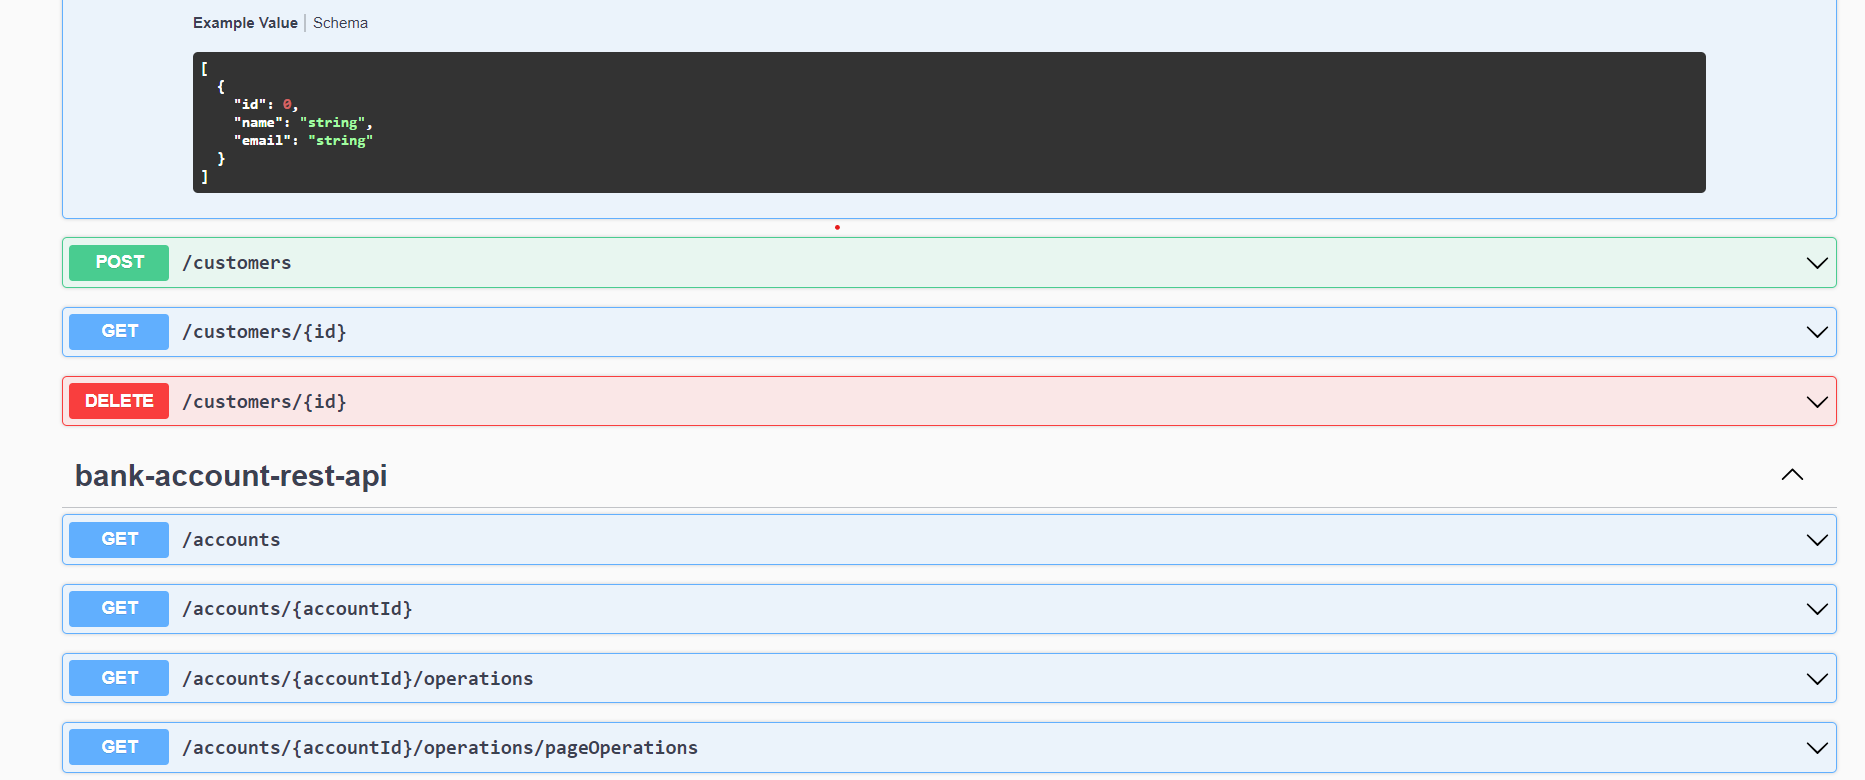 Example Value | Schema
[
  {
    "id": 0,
    "name": "string",
    "email": "string"
  }
]
POST /customers
GET /customers/{id}
DELETE /customers/{id}
bank-account-rest-api
GET /accounts
GET /accounts/{accountId}
GET /accounts/{accountId}/operations
GET /accounts/{accountId}/operations/pageOperations